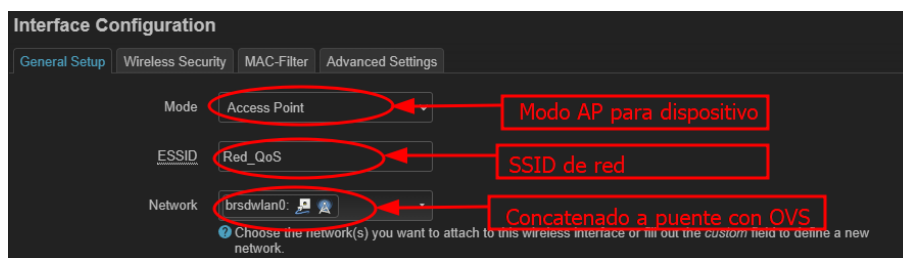 Interface Configuration
General Setup Wireless Security MAC-Filter Advanced Settings
Mode Access Point Modo AP para dispositivo
ESSID Red_QoS SSID de red
Network brsdwlan0: Concatenado a puente con OVS
Choose the network(s) you want to attach to this wireless interface or fill out the custom field to define a new
network.